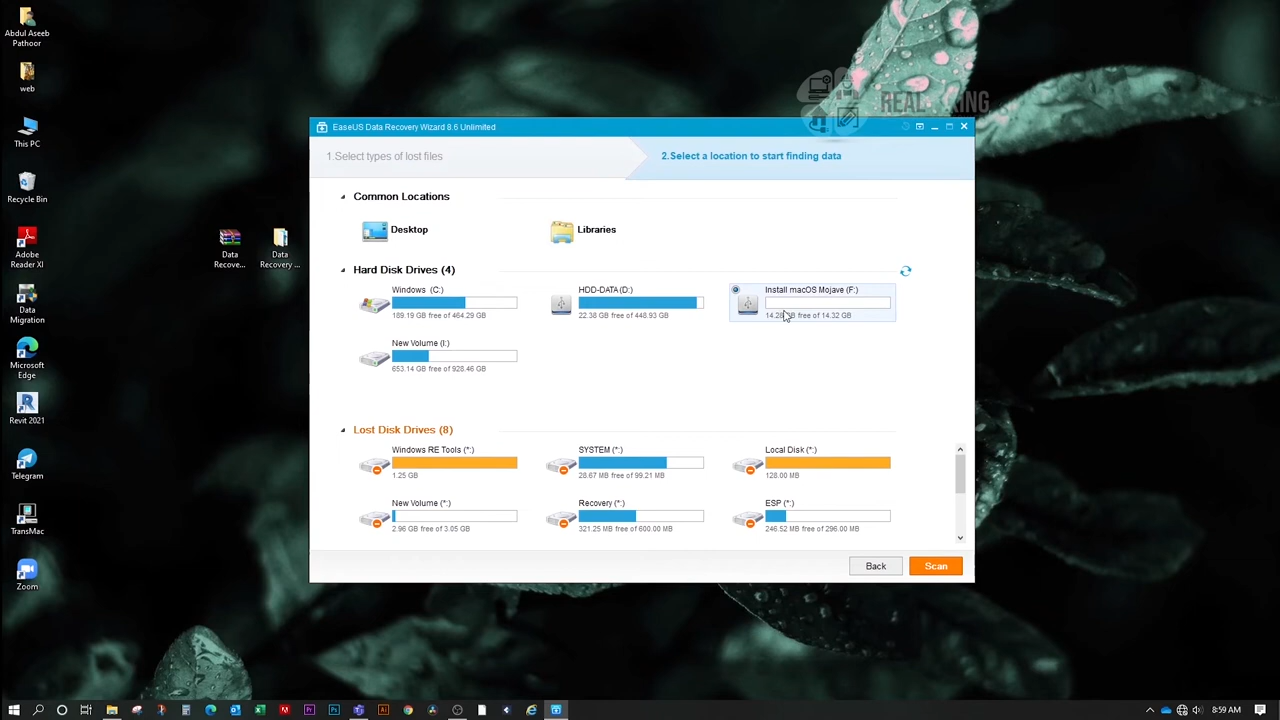 Abdul Aseeb
Pathoor
web
This PC
Recycle Bin
Adobe
Reader XI
Data
Migration
Microsoft
Edge
Revit 2021
Telegram
TransMac
Zoom
Data
Recove...
Data
Recovery ...
EaseUS Data Recovery Wizard 8.6 Unlimited
1.Select types of lost files
2.Select a location to start finding data
Common Locations
Desktop
Libraries
Hard Disk Drives (4)
Windows (C:)
189.19 GB free of 464.29 GB
HDD-DATA (D:)
22.38 GB free of 448.93 GB
Install macOS Mojave (F:)
14.28 GB free of 14.32 GB
New Volume (I:)
653.14 GB free of 928.46 GB
Lost Disk Drives (8)
Windows RE Tools (*:)
1.25 GB
SYSTEM (*:)
28.67 MB free of 99.21 MB
Local Disk (*:)
128.00 MB
New Volume (*:)
2.96 GB free of 3.05 GB
Recovery (*:)
321.25 MB free of 600.00 MB
ESP (*:)
246.52 MB free of 296.00 MB
Back
Scan
8:59 AM